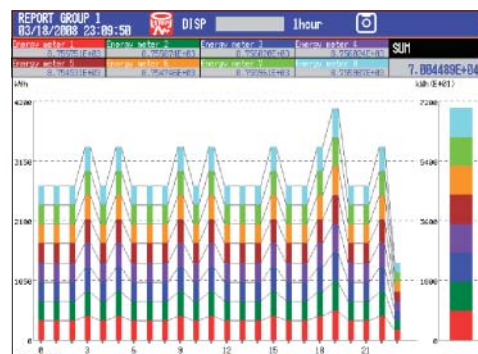 REPORT GROUP 1
03/18/2008 23:09:50
DISP
1hour
Energy meter 1 Energy meter 2 Energy meter 3 Energy meter 4
SUM
Energy meter 5 Energy meter 6 Energy meter 7 Energy meter 8
7.004489E+04
kWh
kWh(E+01)
4200
7200
3150
5400
2100
3600
1050
1800
0
0
0 3 6 9 12 15 18 21